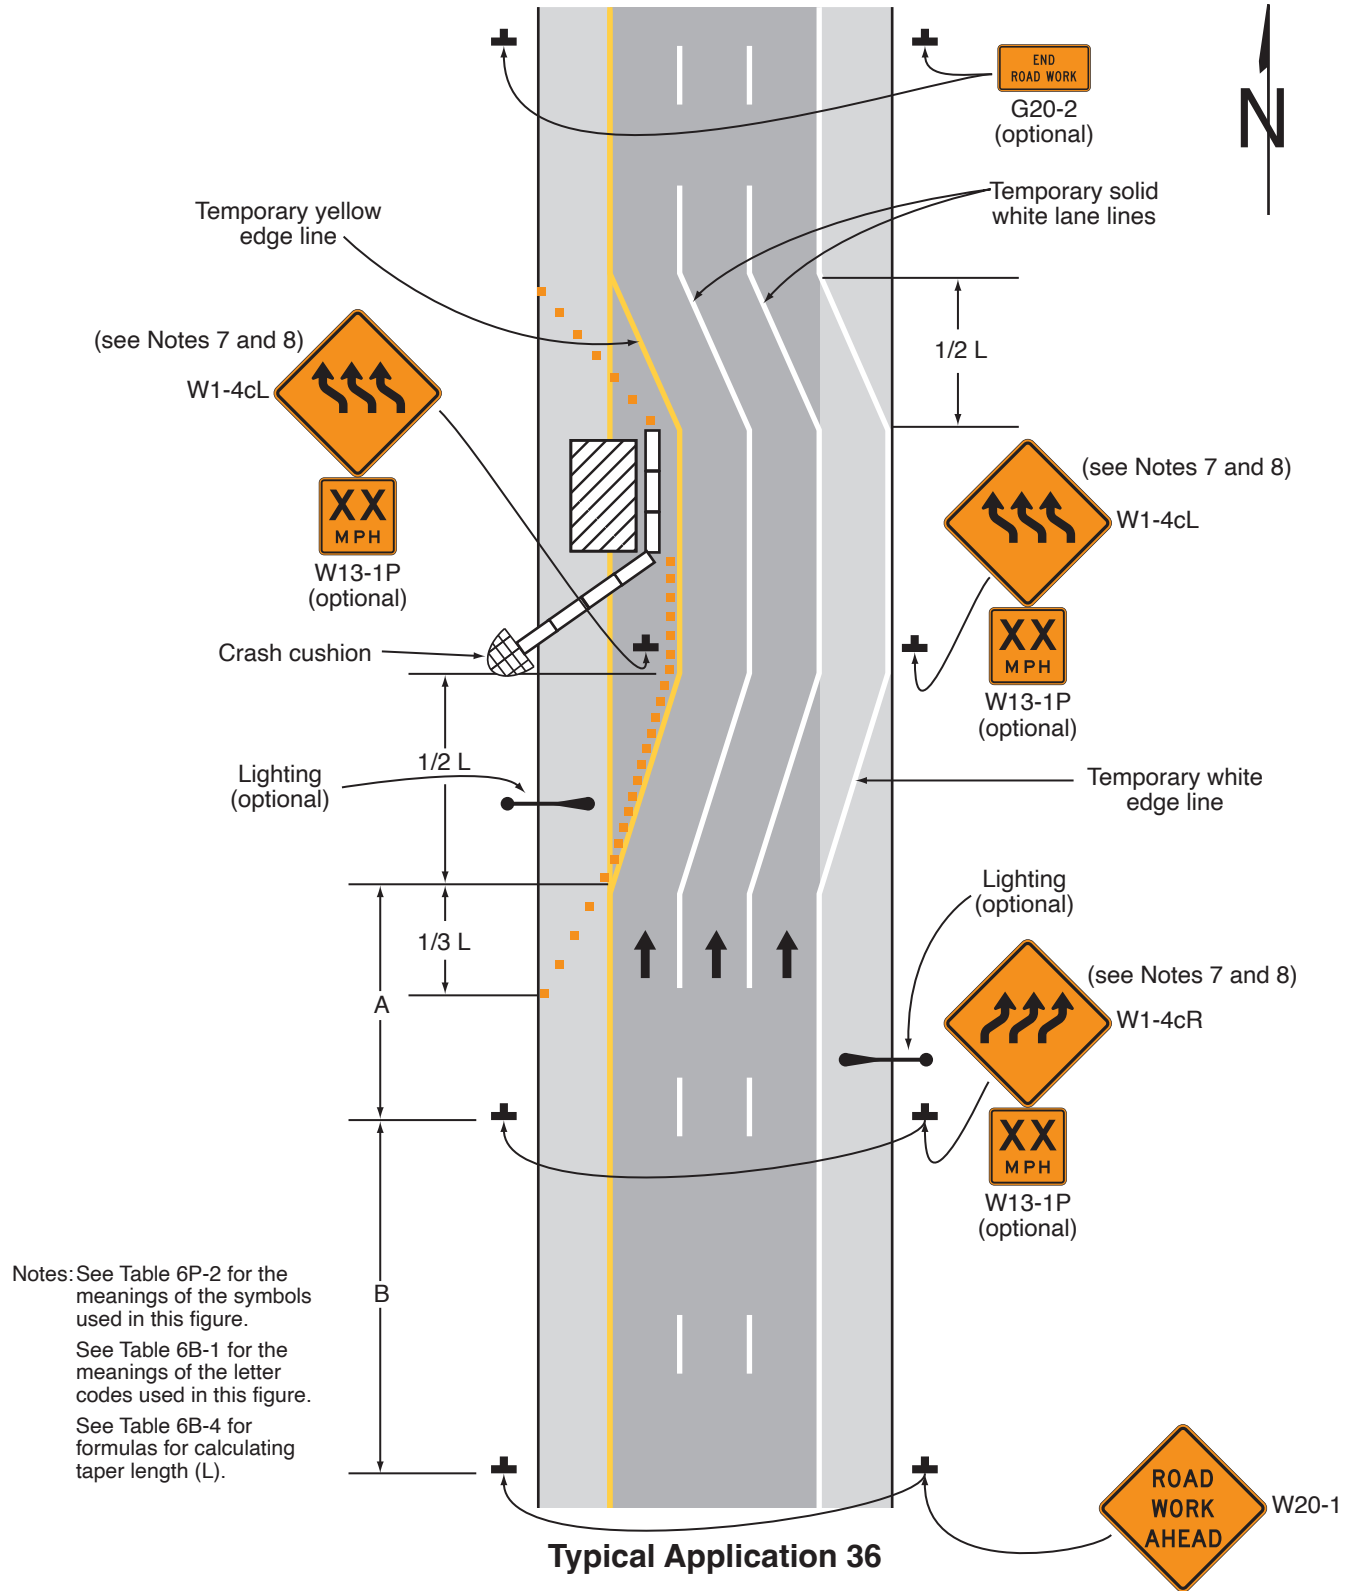 END
ROAD WORK
G20-2
(optional)
N
Temporary solid
white lane lines
Temporary yellow
edge line
(see Notes 7 and 8)
W1-4cL
XX
MPH
W13-1P
(optional)
1/2 L
(see Notes 7 and 8)
W1-4cL
XX
MPH
W13-1P
(optional)
Crash cushion
1/2 L
Lighting
(optional)
Temporary white
edge line
Lighting
(optional)
1/3 L
A
(see Notes 7 and 8)
W1-4cR
XX
MPH
W13-1P
(optional)
B
Notes: See Table 6P-2 for the
meanings of the symbols
used in this figure.
See Table 6B-1 for the
meanings of the letter
codes used in this figure.
See Table 6B-4 for
formulas for calculating
taper length (L).
ROAD
WORK
AHEAD
W20-1
Typical Application 36